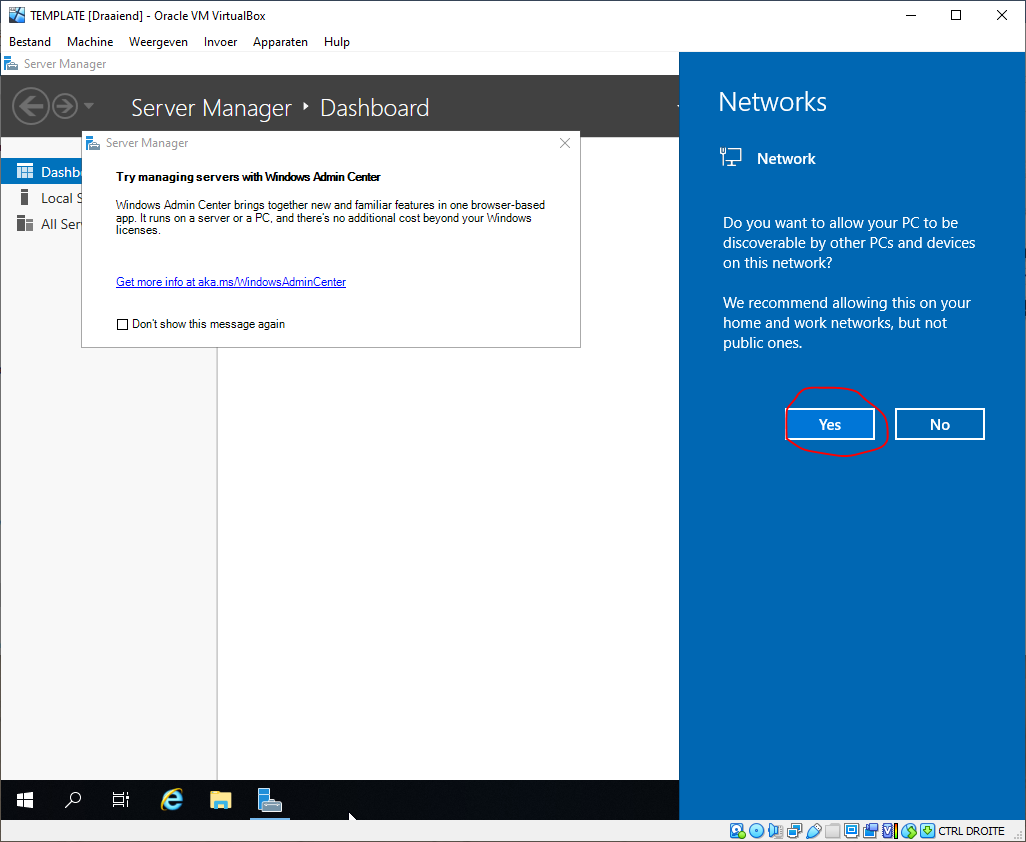 TEMPLATE [Draaiend] - Oracle VM VirtualBox
Bestand Machine Weergeven Invoer Apparaten Hulp
Server Manager
Server Manager Dashboard
Server Manager
Try managing servers with Windows Admin Center
Windows Admin Center brings together new and familiar features in one browser-based
app. It runs on a server or a PC, and there's no additional cost beyond your Windows
licenses.
Get more info at aka.ms/WindowsAdminCenter
Don't show this message again
Dashb
Local S
All Ser
Networks
Network
Do you want to allow your PC to be
discoverable by other PCs and devices
on this network?
We recommend allowing this on your
home and work networks, but not
public ones.
Yes No
CTRL DROITE